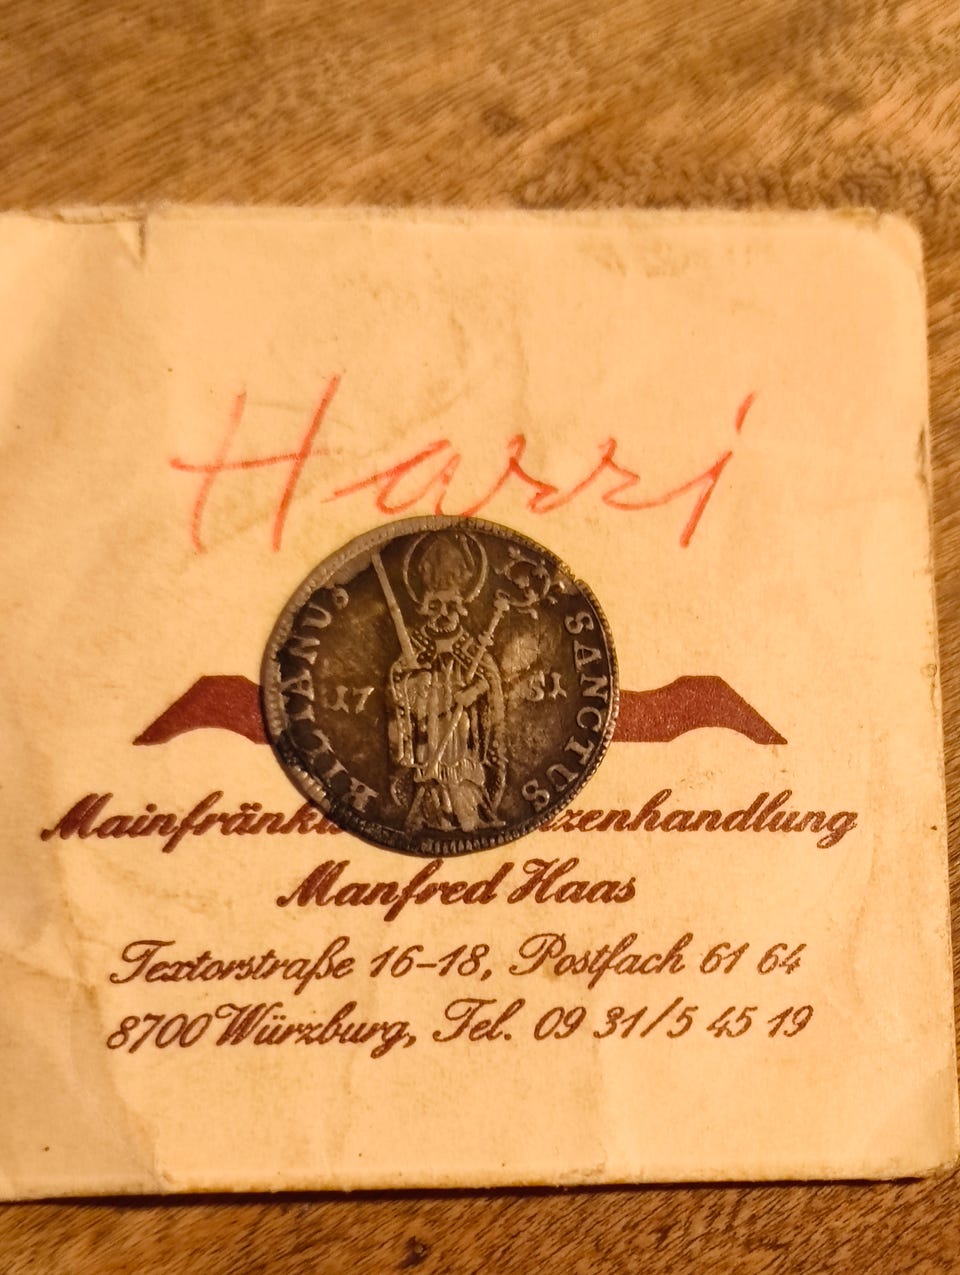 Harri
SANCTUS KILIANUS
17 51
Mainfränki zenhandlung
Manfred Haas
Textorstraße 16-18, Postfach 61 64
8700 Würzburg, Tel. 09 31/5 45 19